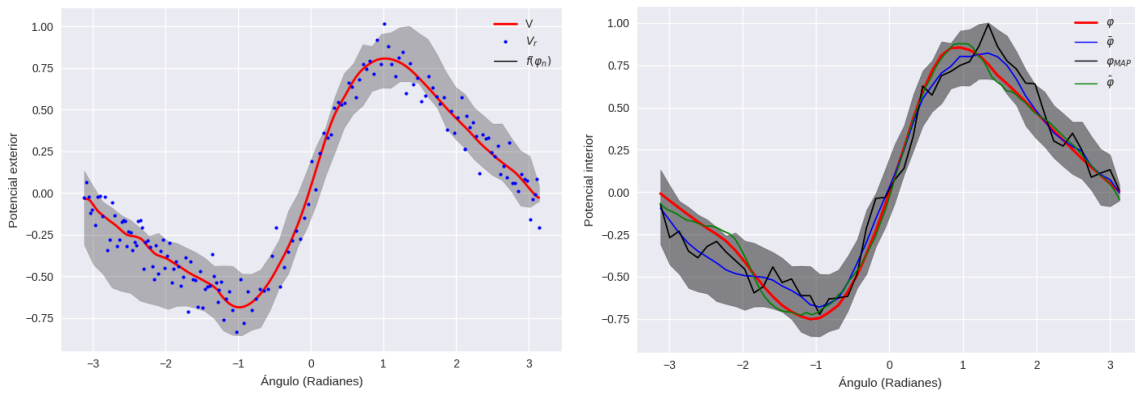 V
V_r
f(φ_n)
1.00
0.75
0.50
0.25
0.00
−0.25
−0.50
−0.75
Potencial exterior
−3
−2
−1
0
1
2
3
Ángulo (Radianes)
φ
φ̄
φ_MAP
φ̂
1.00
0.75
0.50
0.25
0.00
−0.25
−0.50
−0.75
Potencial interior
−3
−2
−1
0
1
2
3
Ángulo (Radianes)